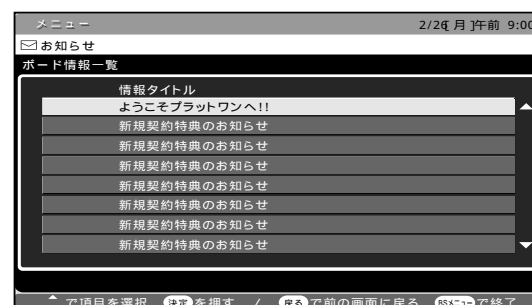 メニュー 2/26[月]午前 9:00
お知らせ
ボード情報一覧
情報タイトル
ようこそプラットワンへ!!
新規契約特典のお知らせ
新規契約特典のお知らせ
新規契約特典のお知らせ
新規契約特典のお知らせ
新規契約特典のお知らせ
新規契約特典のお知らせ
新規契約特典のお知らせ
で項目を選択 決定を押す / 戻るで前の画面に戻る BSメニューで終了